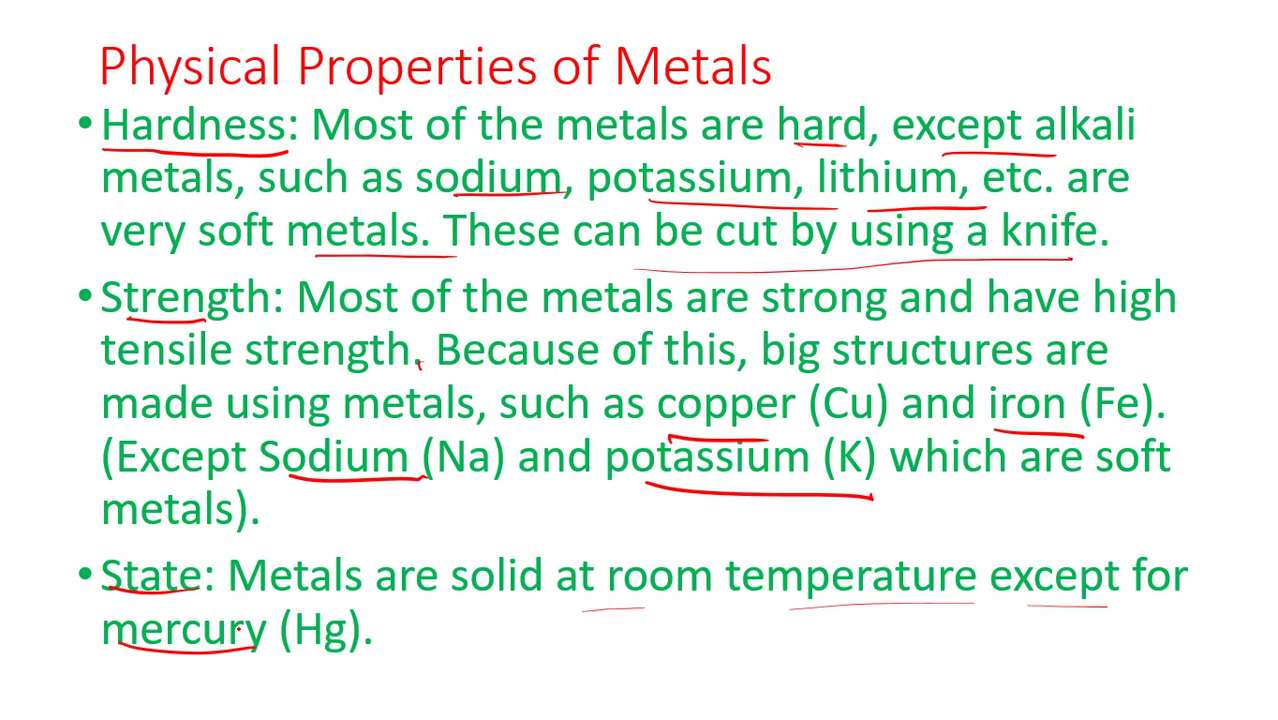 Physical Properties of Metals
• Hardness: Most of the metals are hard, except alkali
metals, such as sodium, potassium, lithium, etc. are
very soft metals. These can be cut by using a knife.
• Strength: Most of the metals are strong and have high
tensile strength. Because of this, big structures are
made using metals, such as copper (Cu) and iron (Fe).
(Except Sodium (Na) and potassium (K) which are soft
metals).
• State: Metals are solid at room temperature except for
mercury (Hg).